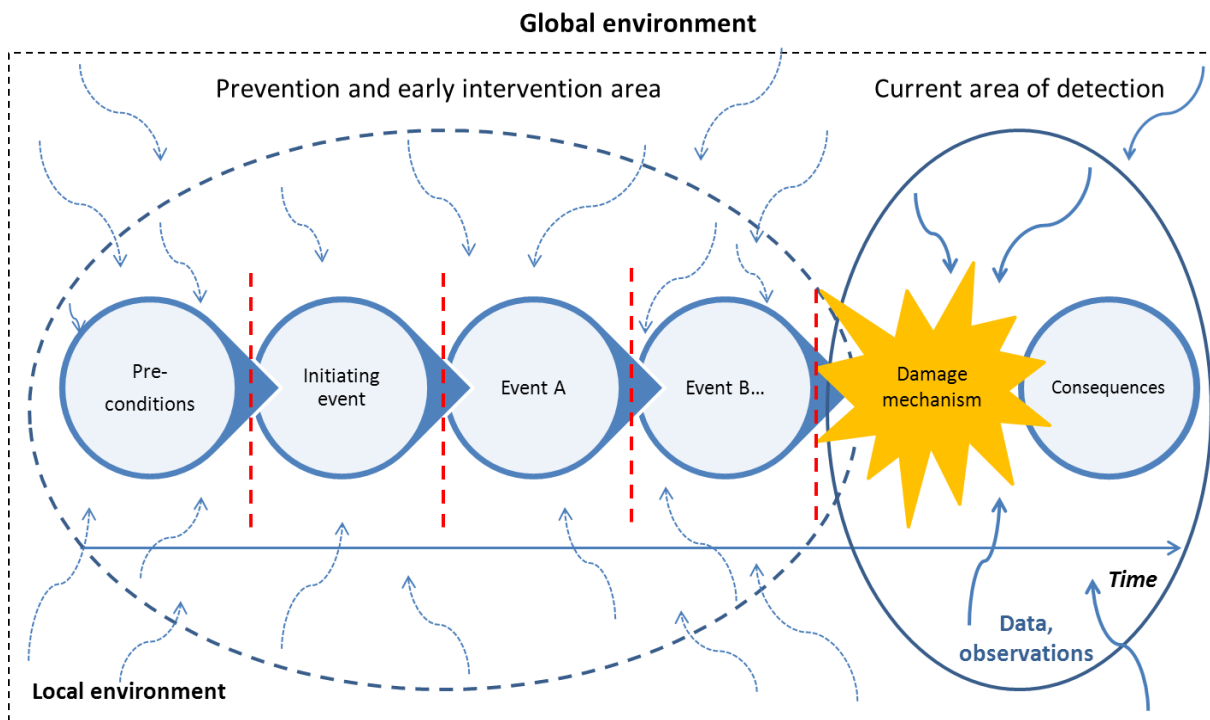 Global environment
Prevention and early intervention area
Current area of detection
Pre-
conditions
Initiating
event
Event A
Event B...
Damage
mechanism
Consequences
Time
Data,
observations
Local environment